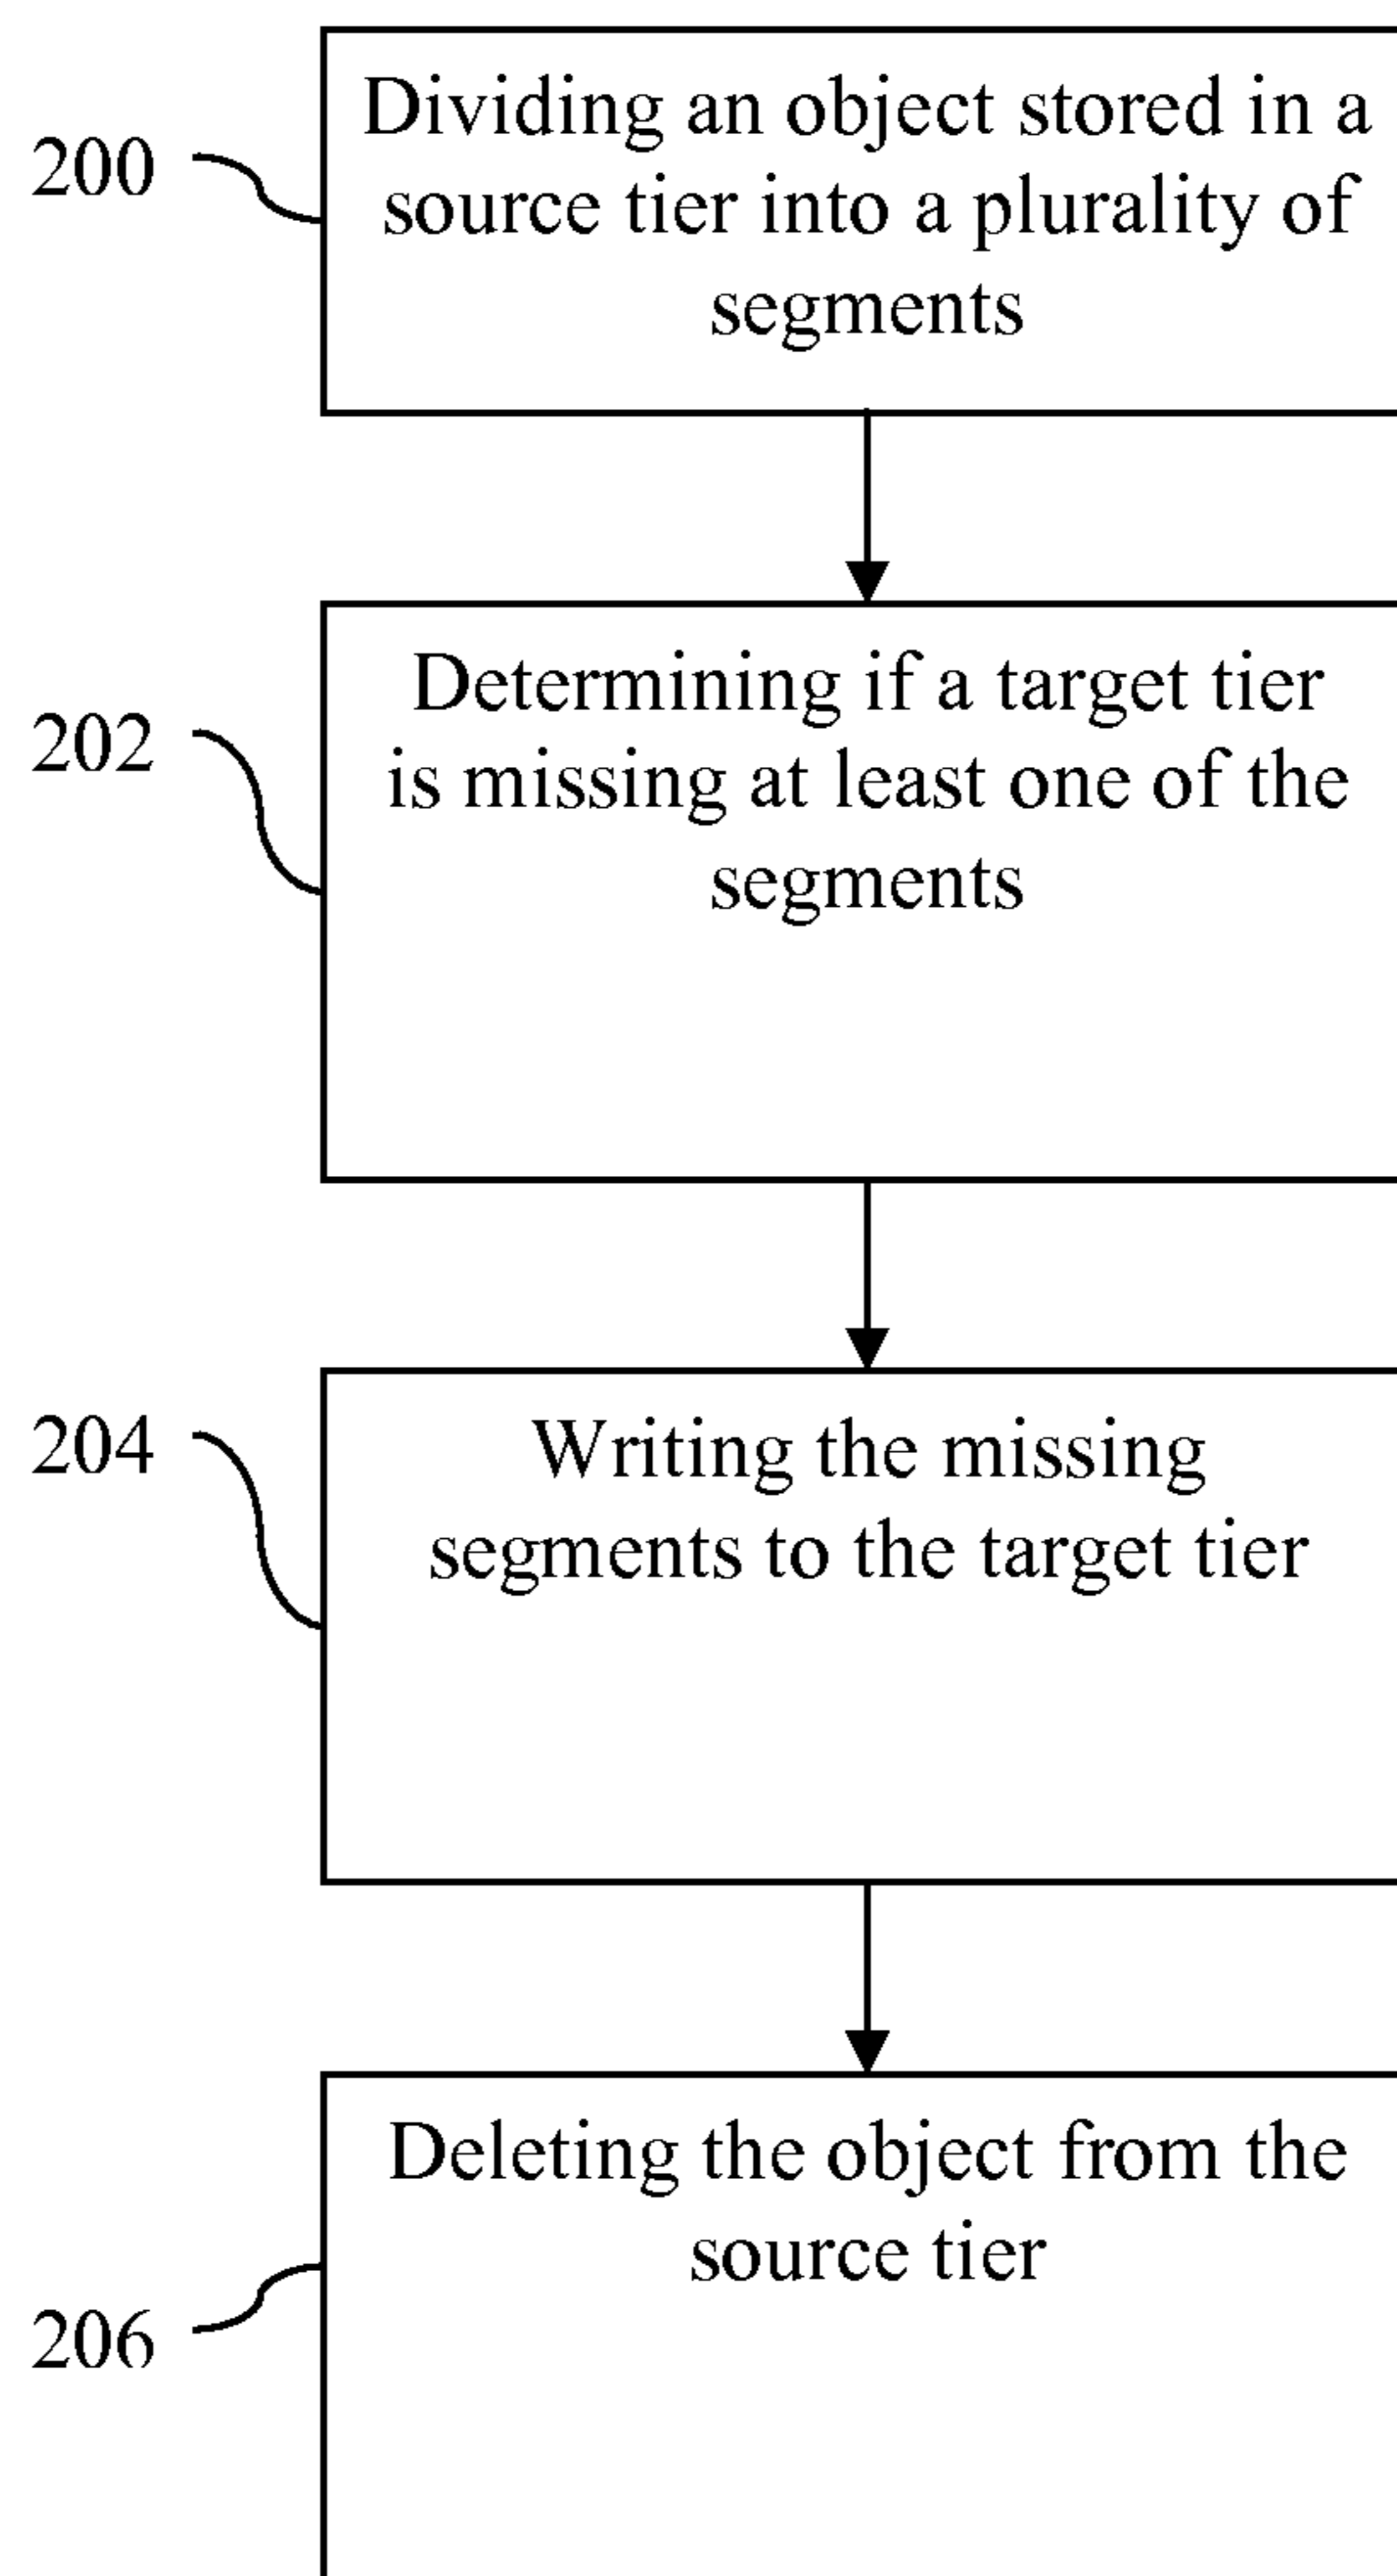 200
Dividing an object stored in a
source tier into a plurality of
segments
202
Determining if a target tier
is missing at least one of the
segments
204
Writing the missing
segments to the target tier
206
Deleting the object from the
source tier